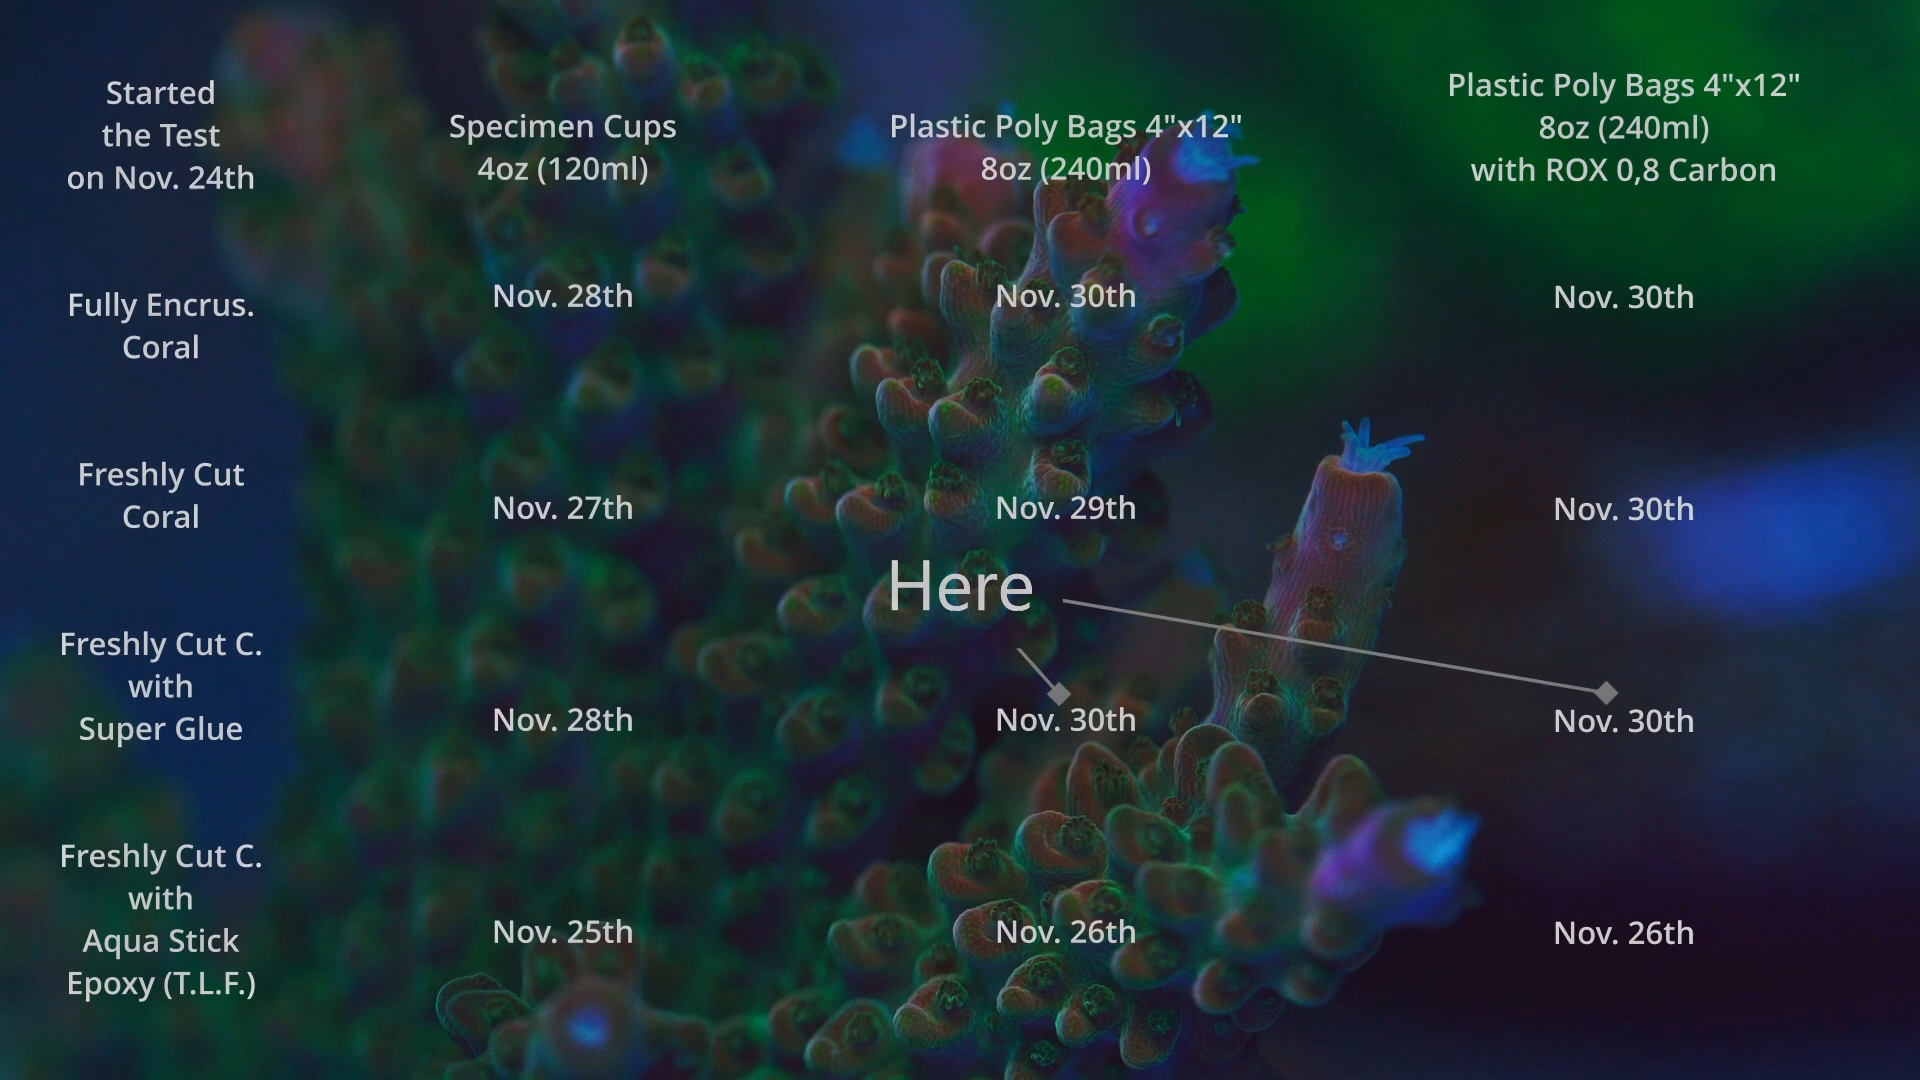 Started
the Test
on Nov. 24th
Specimen Cups
4oz (120ml)
Plastic Poly Bags 4"x12"
8oz (240ml)
Plastic Poly Bags 4"x12"
8oz (240ml)
with ROX 0,8 Carbon
Fully Encrus.
Coral
Nov. 28th
Nov. 30th
Nov. 30th
Freshly Cut
Coral
Nov. 27th
Nov. 29th
Nov. 30th
Here
Freshly Cut C.
with
Super Glue
Nov. 28th
Nov. 30th
Nov. 30th
Freshly Cut C.
with
Aqua Stick
Epoxy (T.L.F.)
Nov. 25th
Nov. 26th
Nov. 26th